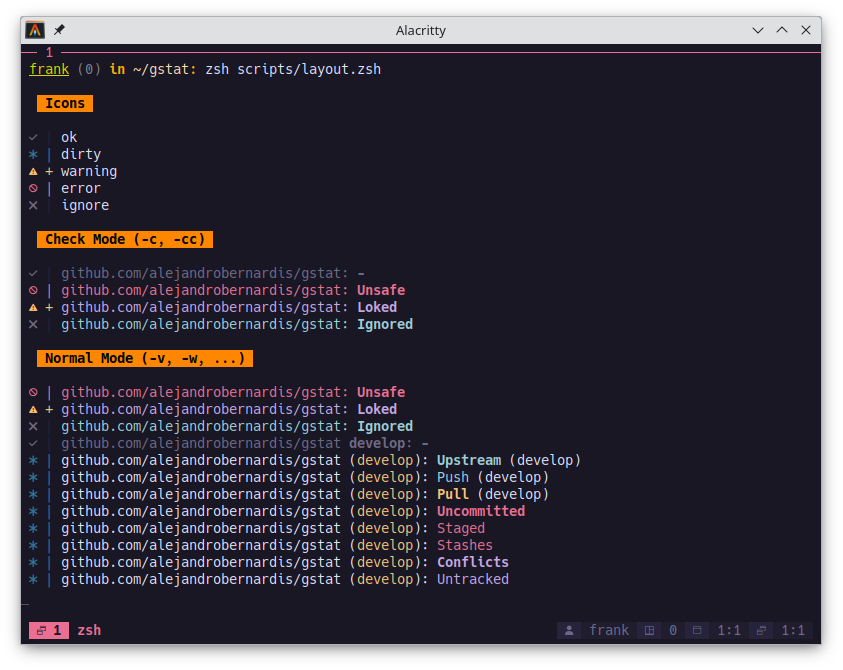 Alacritty
1
frank (0) in ~/gstat: zsh scripts/layout.zsh
Icons
✓ | ok
* | dirty
⚠ + warning
🛇 | error
✕ | ignore
Check Mode (-c, -cc)
✓ | github.com/alejandrobernardis/gstat: -
🛇 | github.com/alejandrobernardis/gstat: Unsafe
⚠ + github.com/alejandrobernardis/gstat: Loked
✕ | github.com/alejandrobernardis/gstat: Ignored
Normal Mode (-v, -w, ...)
🛇 | github.com/alejandrobernardis/gstat: Unsafe
⚠ + github.com/alejandrobernardis/gstat: Loked
✕ | github.com/alejandrobernardis/gstat: Ignored
✓ | github.com/alejandrobernardis/gstat develop: -
* | github.com/alejandrobernardis/gstat (develop): Upstream (develop)
* | github.com/alejandrobernardis/gstat (develop): Push (develop)
* | github.com/alejandrobernardis/gstat (develop): Pull (develop)
* | github.com/alejandrobernardis/gstat (develop): Uncommitted
* | github.com/alejandrobernardis/gstat (develop): Staged
* | github.com/alejandrobernardis/gstat (develop): Stashes
* | github.com/alejandrobernardis/gstat (develop): Conflicts
* | github.com/alejandrobernardis/gstat (develop): Untracked
1 zsh frank 0 1:1 1:1